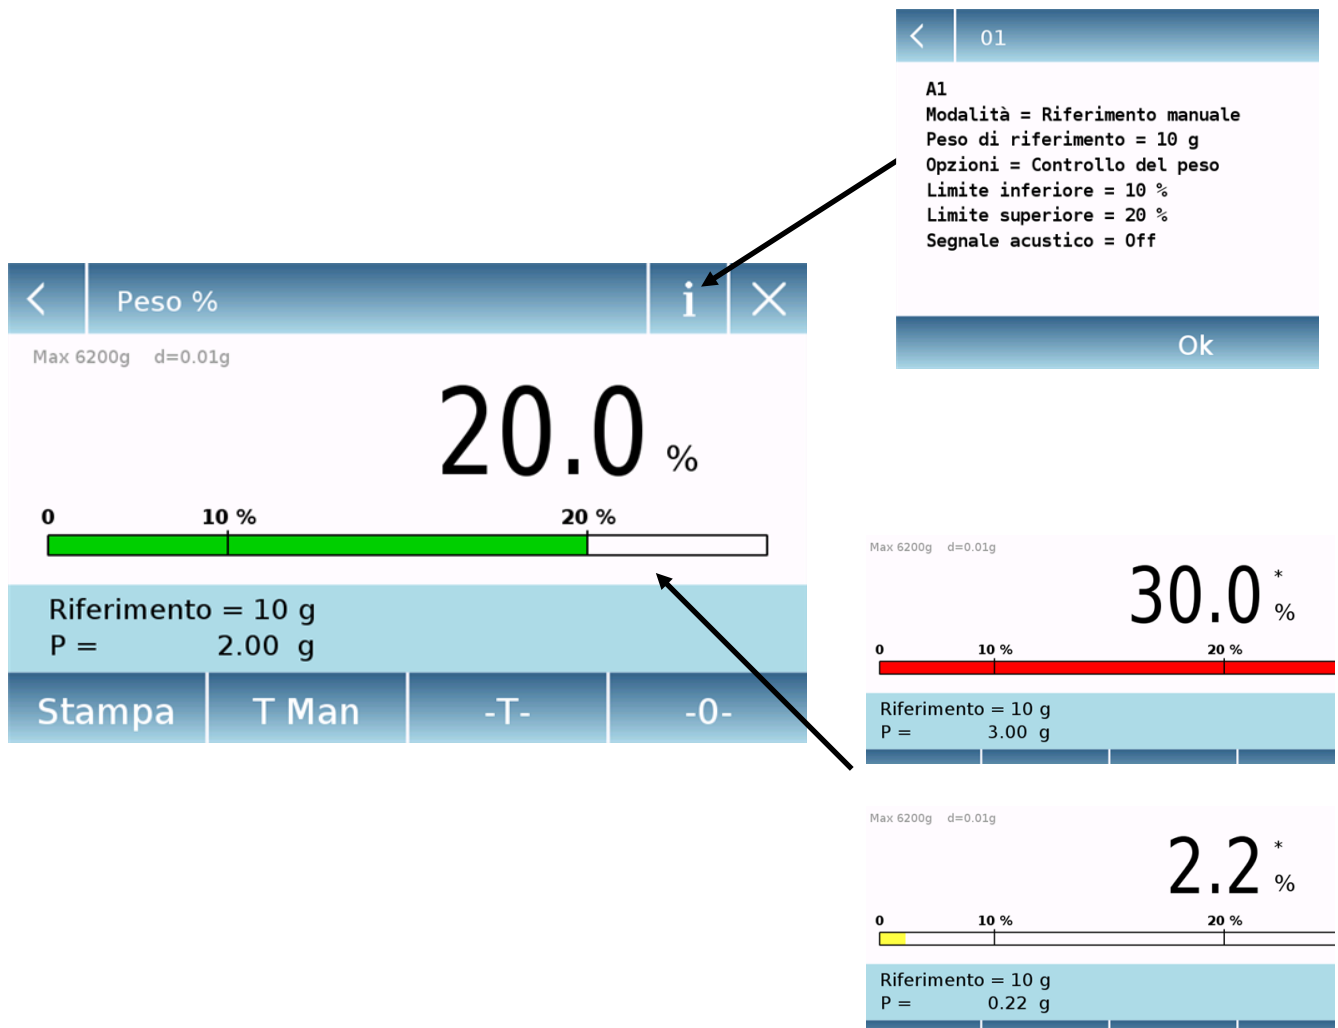 01
A1
Modalità = Riferimento manuale
Peso di riferimento = 10 g
Opzioni = Controllo del peso
Limite inferiore = 10 %
Limite superiore = 20 %
Segnale acustico = Off
Ok
Peso %
i
Max 6200g d=0.01g
20.0 %
0 10 % 20 %
Riferimento = 10 g
P = 2.00 g
Stampa T Man -T- -0-
Max 6200g d=0.01g
30.0 * %
0 10 % 20 %
Riferimento = 10 g
P = 3.00 g
Max 6200g d=0.01g
2.2 * %
0 10 % 20 %
Riferimento = 10 g
P = 0.22 g